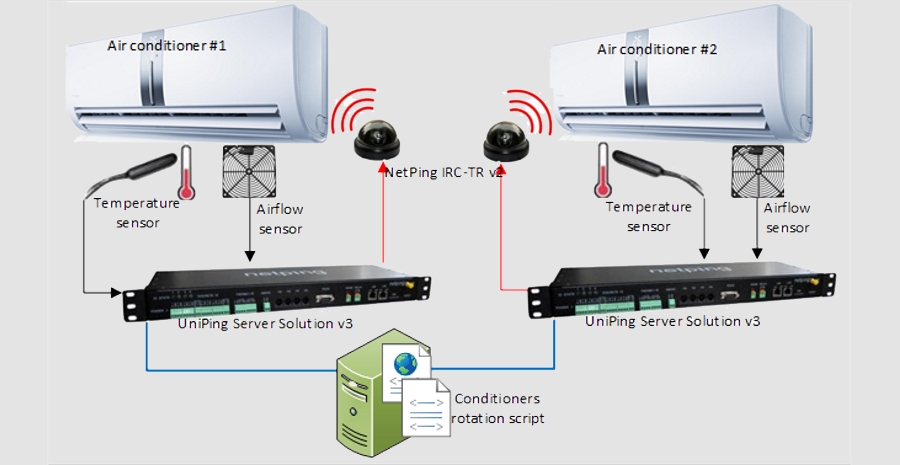 Air conditioner #1
Air conditioner #2
NetPing IRC-TR v2
Temperature
sensor
Airflow
sensor
Temperature
sensor
Airflow
sensor
netping
netping
UniPing Server Solution v3
UniPing Server Solution v3
Conditioners
rotation script